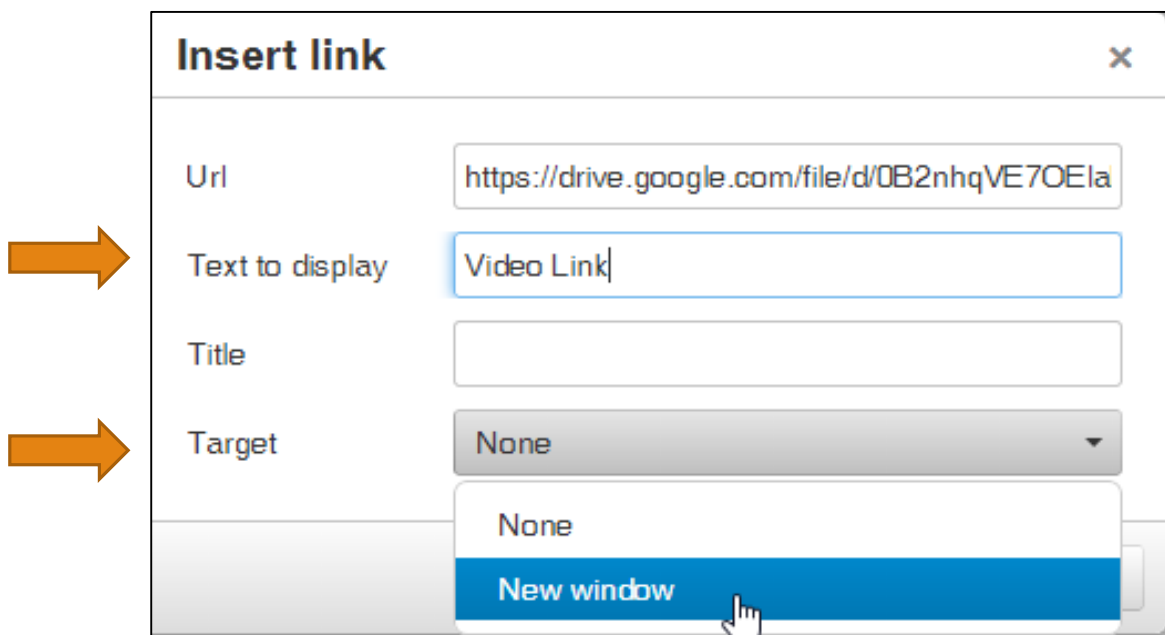 Insert link ×
Url https://drive.google.com/file/d/0B2nhqVE7OEla
Text to display Video Link
Title
Target None
None
New window